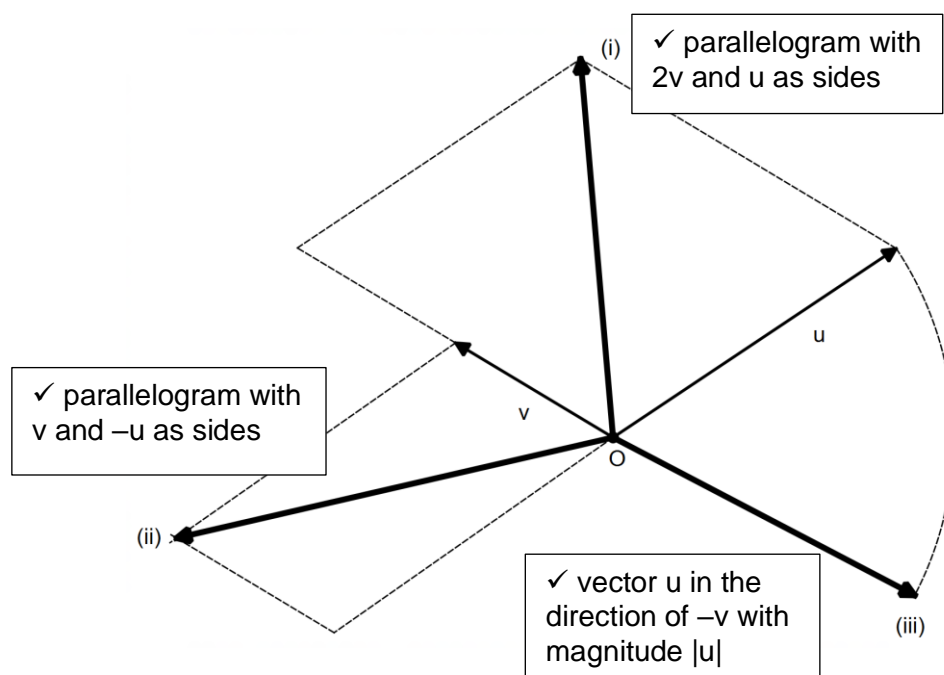 (i)
✓ parallelogram with
2v and u as sides
u
✓ parallelogram with
v and –u as sides
v
O
(ii)
✓ vector u in the
direction of –v with
magnitude |u|
(iii)